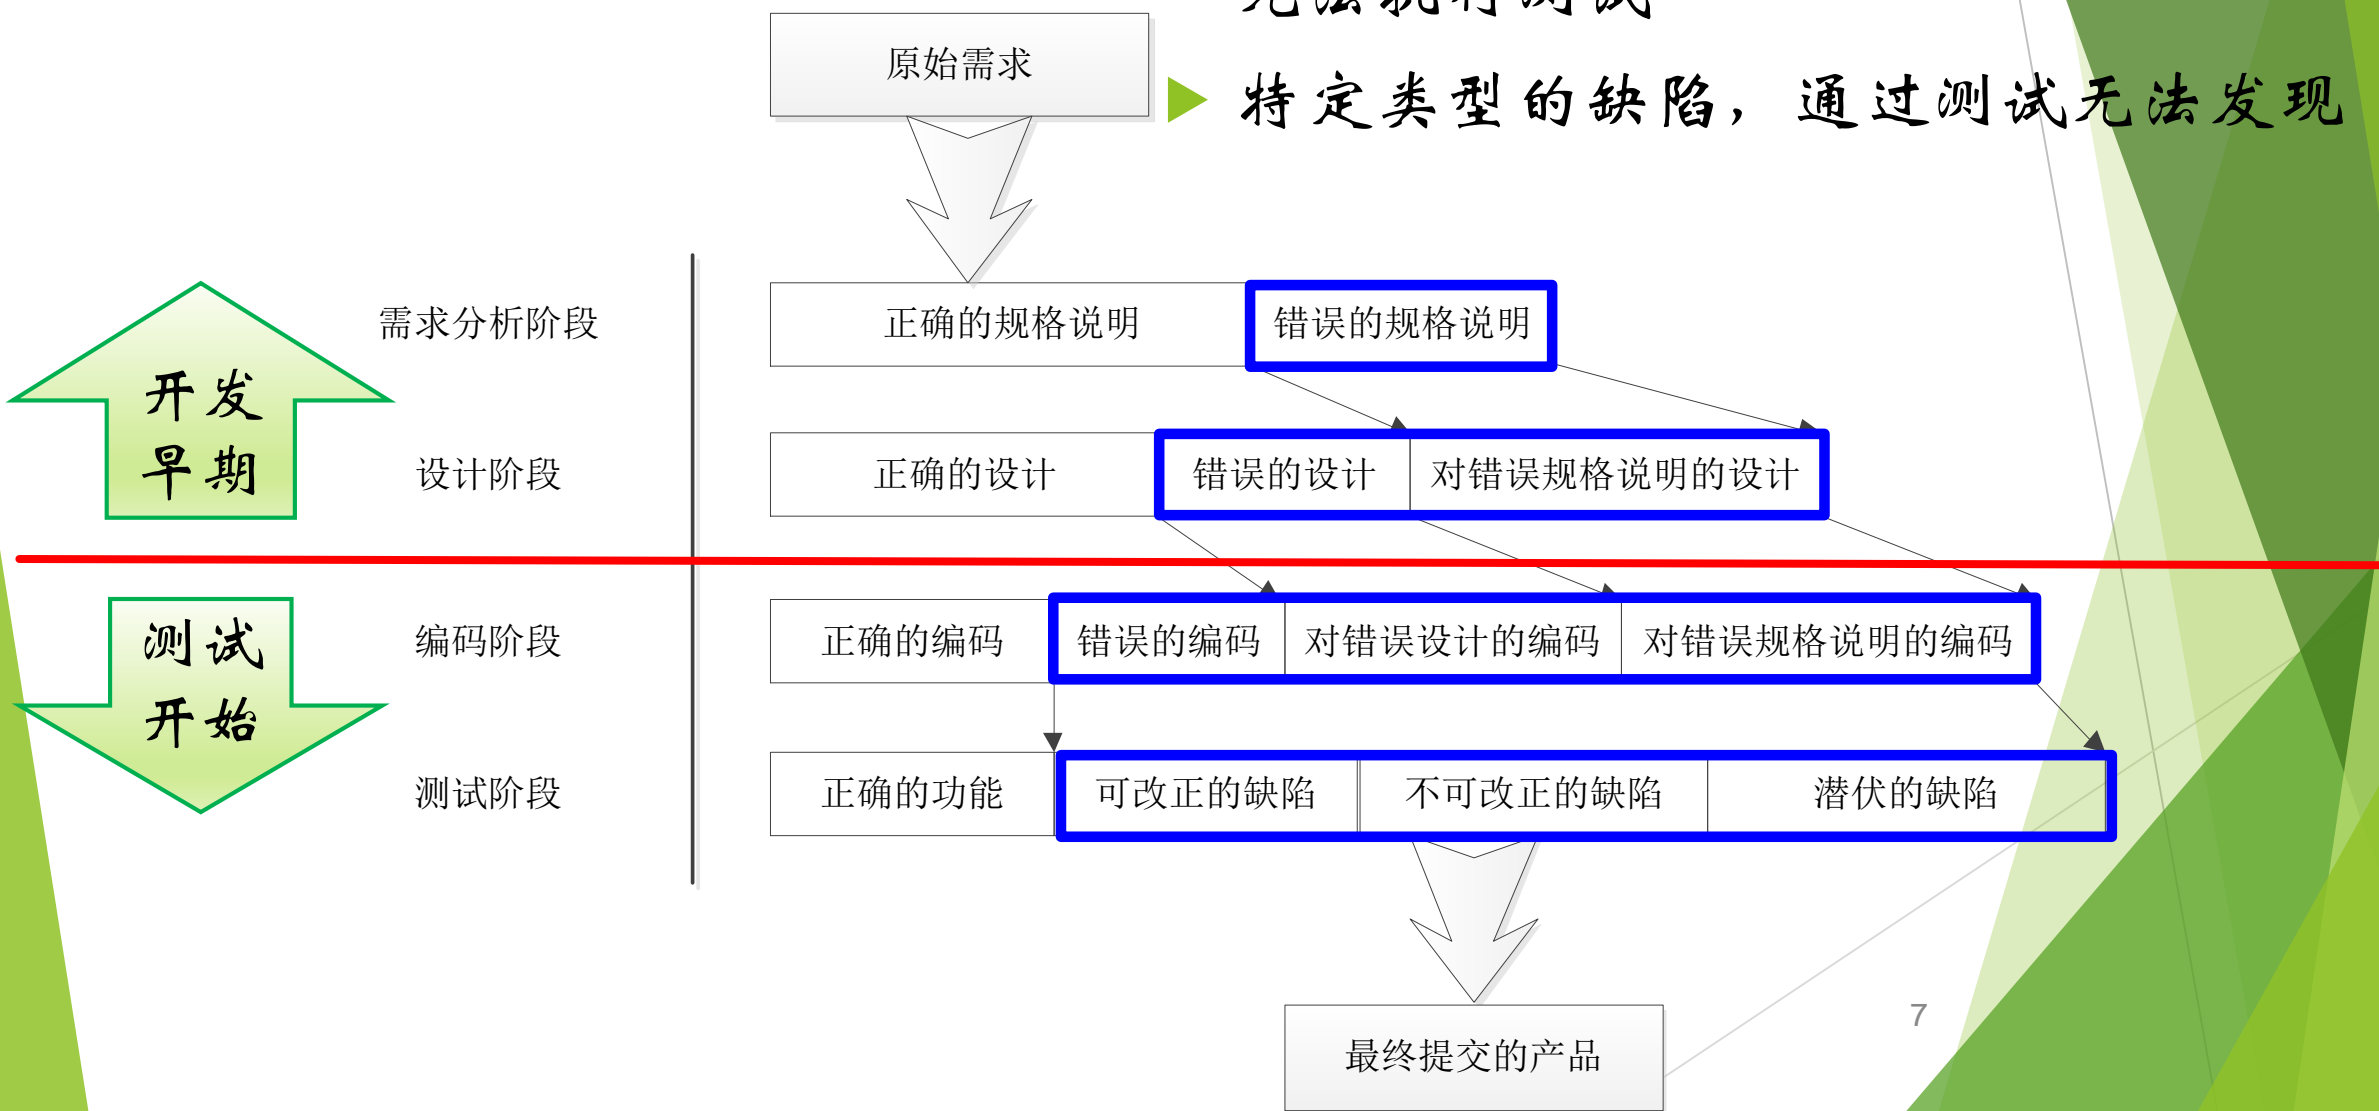 无法执行测试
原始需求
特定类型的缺陷，通过测试无法发现
需求分析阶段
正确的规格说明
错误的规格说明
开发
早期
设计阶段
正确的设计
错误的设计
对错误规格说明的设计
测试
开始
编码阶段
正确的编码
错误的编码
对错误设计的编码
对错误规格说明的编码
测试阶段
正确的功能
可改正的缺陷
不可改正的缺陷
潜伏的缺陷
7
最终提交的产品